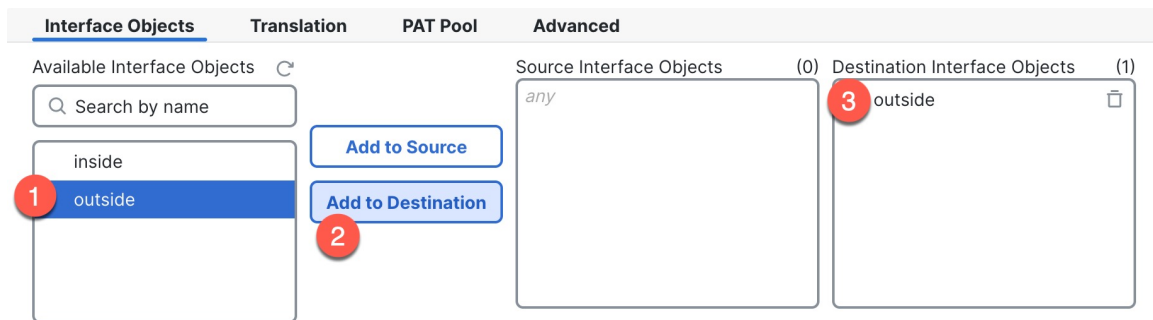 Interface Objects Translation PAT Pool Advanced
Available Interface Objects Source Interface Objects (0) Destination Interface Objects (1)
Search by name any 3 outside
Add to Source
inside
1 outside Add to Destination
2